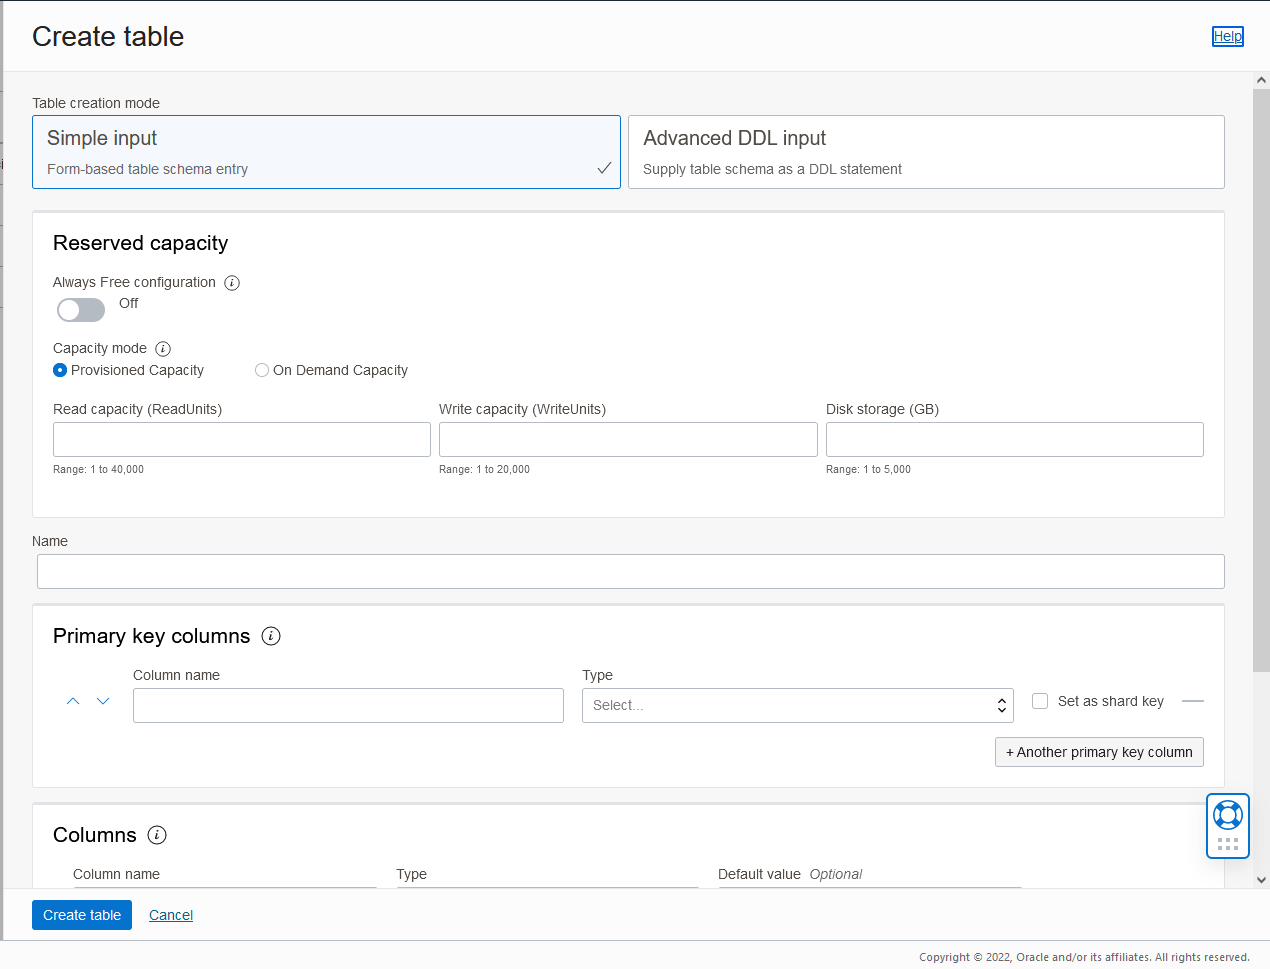 Create table
Help
Table creation mode
Simple input
Form-based table schema entry
Advanced DDL input
Supply table schema as a DDL statement
Reserved capacity
Always Free configuration
Off
Capacity mode
Provisioned Capacity
On Demand Capacity
Read capacity (ReadUnits)
Range: 1 to 40,000
Write capacity (WriteUnits)
Range: 1 to 20,000
Disk storage (GB)
Range: 1 to 5,000
Name
Primary key columns
Column name
Type
Select...
Set as shard key
+ Another primary key column
Columns
Column name
Type
Default value Optional
Create table
Cancel
Copyright © 2022, Oracle and/or its affiliates. All rights reserved.